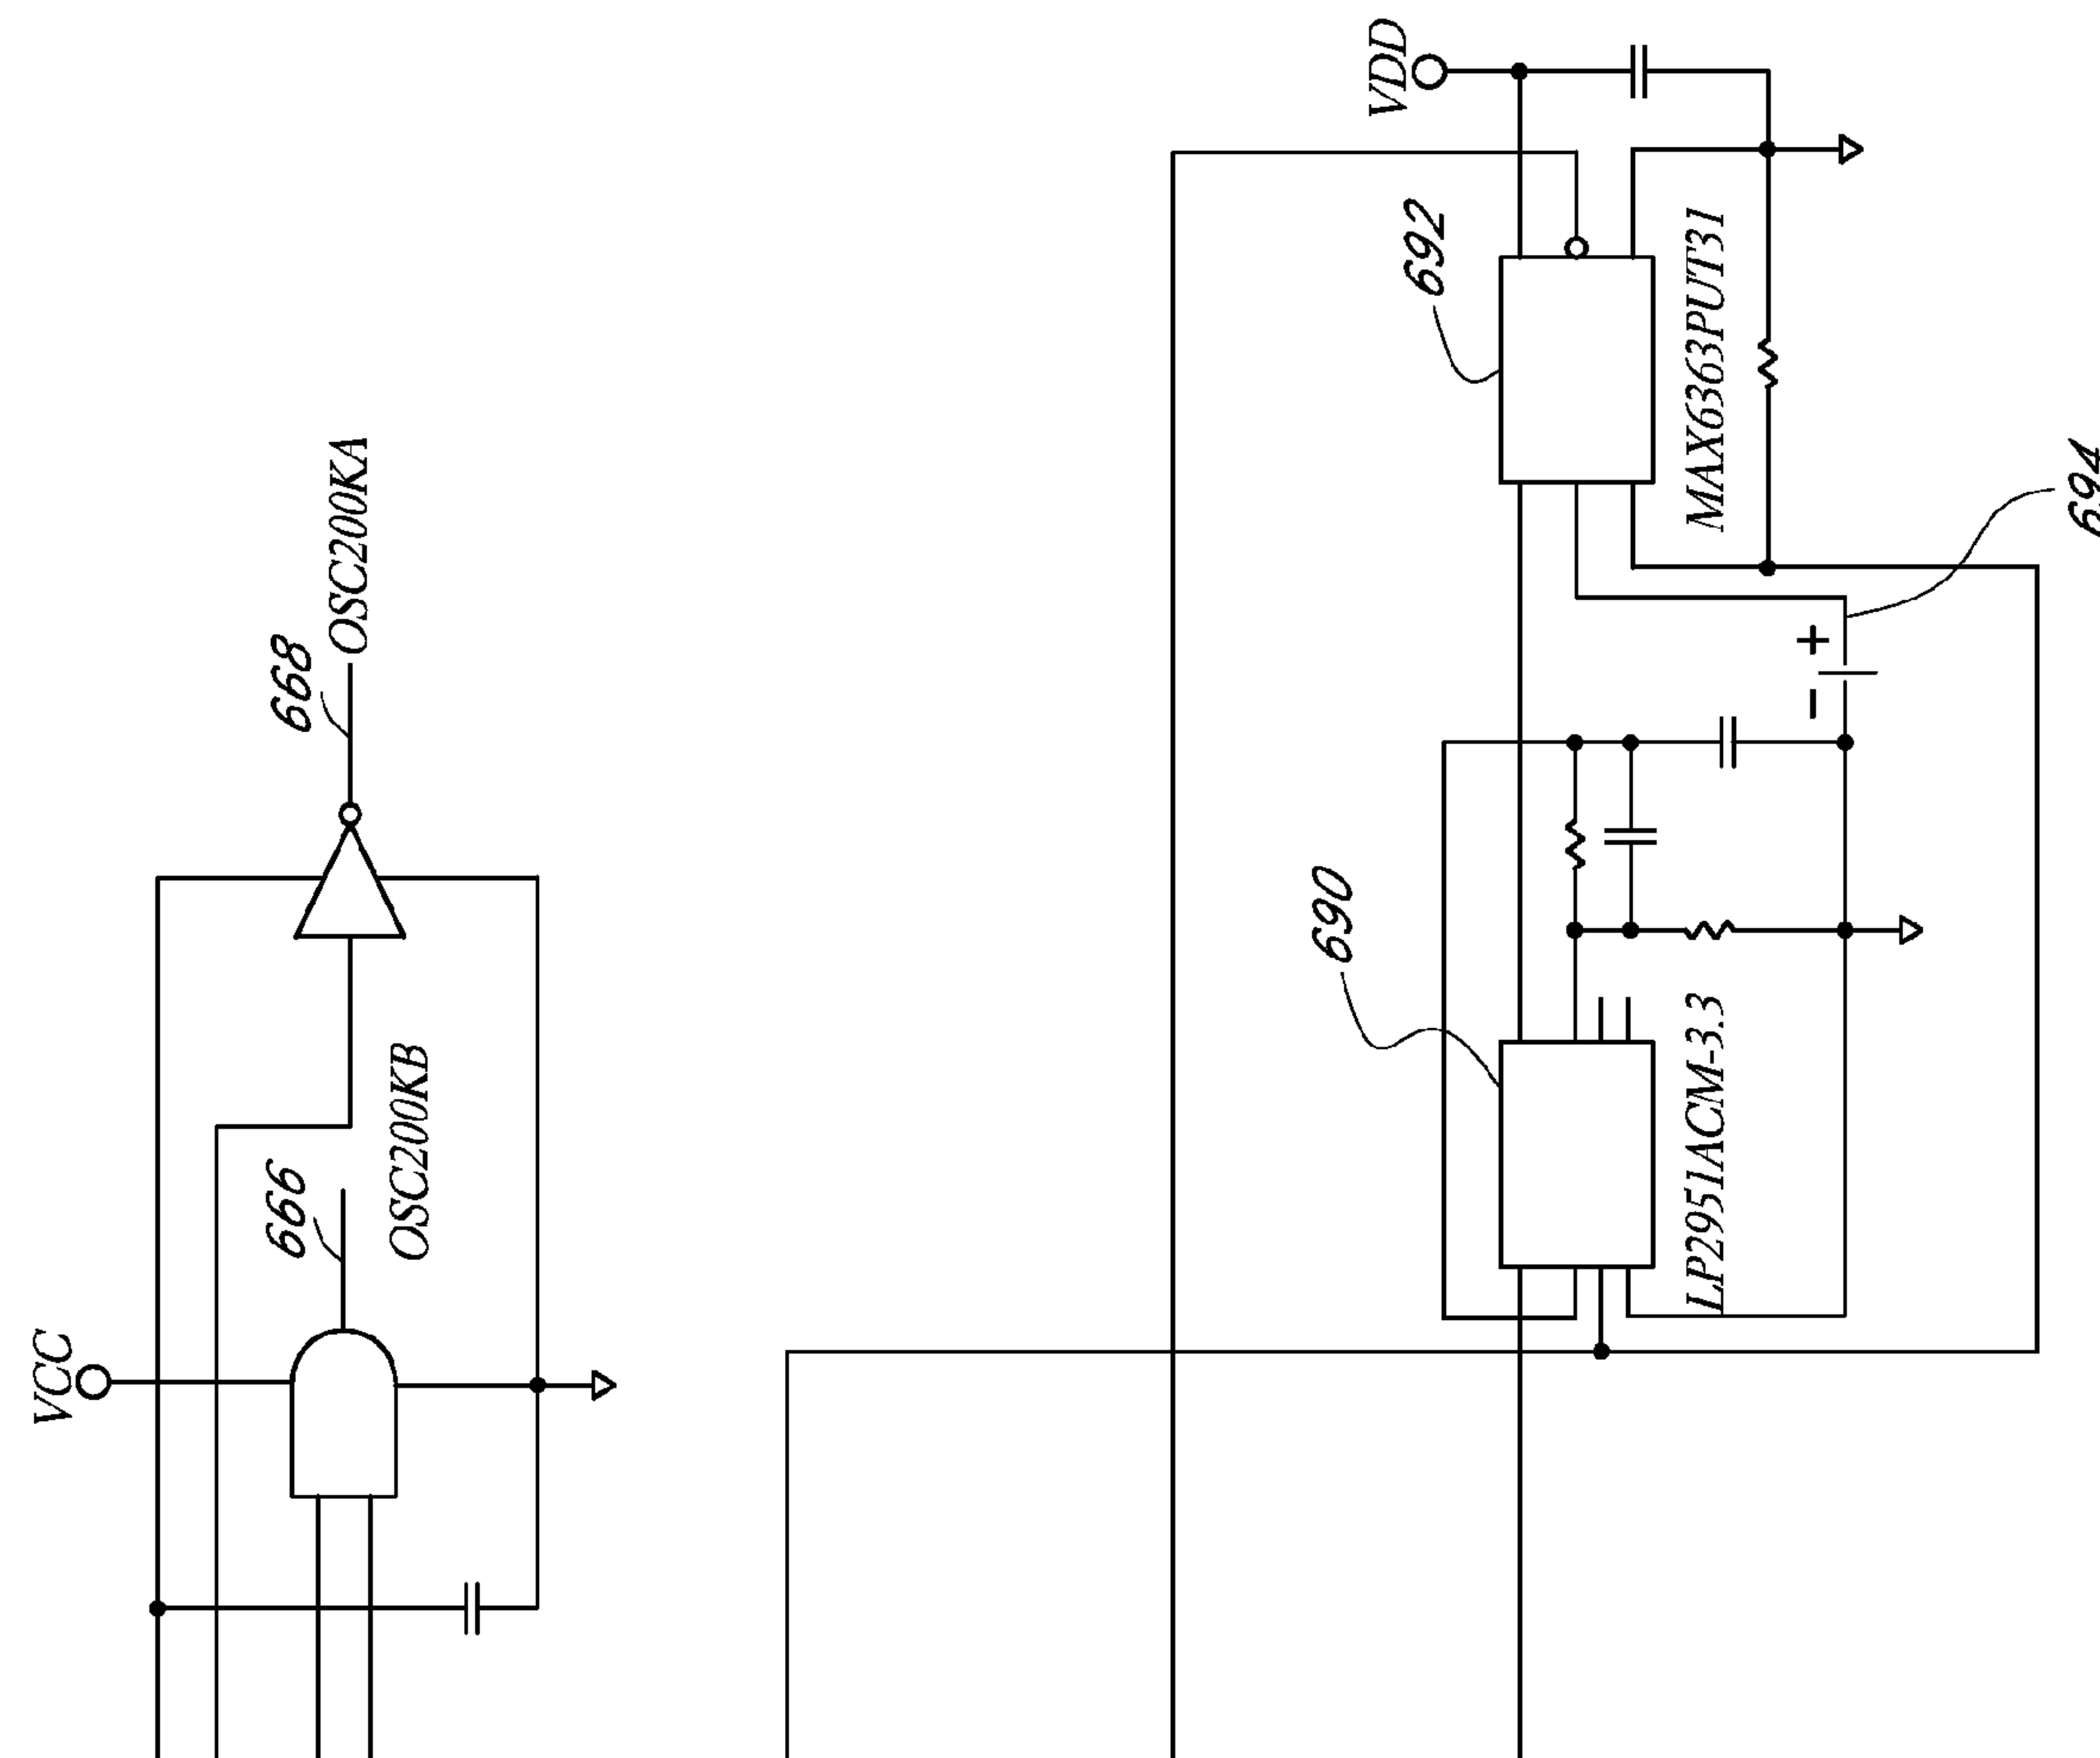 VCC
666
OSC200KB
668
OSC200KA
690
LP2951ACM-3.3
692
MAX6363PUT31
VDD
694
+
−